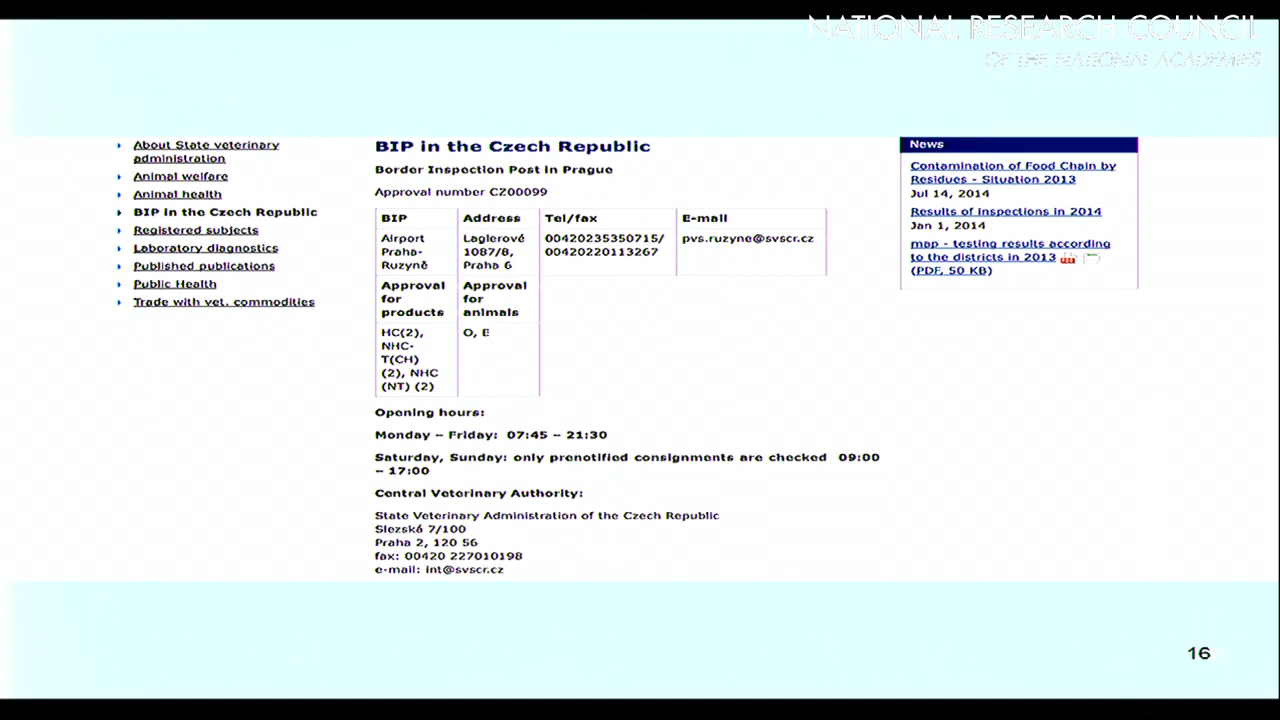 NATIONAL RESEARCH COUNCIL
OF THE NATIONAL ACADEMIES
About State veterinary
administration
Animal welfare
Animal health
BIP in the Czech Republic
Registered subjects
Laboratory diagnostics
Published publications
Public Health
Trade with vet. commodities
BIP in the Czech Republic
Border Inspection Post in Prague
Approval number CZ00099
BIP Address Tel/fax E-mail
Airport Laglerové 00420235350715/ pvs.ruzyne@svscr.cz
Praha- 1087/8, 00420220113267
Ruzyně Praha 6
Approval Approval
for for
products animals
HC(2), O, E
NHC-
T(CH)
(2), NHC
(NT) (2)
Opening hours:
Monday – Friday: 07:45 – 21:30
Saturday, Sunday: only prenotified consignments are checked 09:00
– 17:00
Central Veterinary Authority:
State Veterinary Administration of the Czech Republic
Slezská 7/100
Praha 2, 120 56
fax: 00420 227010198
e-mail: int@svscr.cz
News
Contamination of Food Chain by
Residues - Situation 2013
Jul 14, 2014
Results of inspections in 2014
Jan 1, 2014
map - testing results according
to the districts in 2013
(PDF, 50 KB)
16